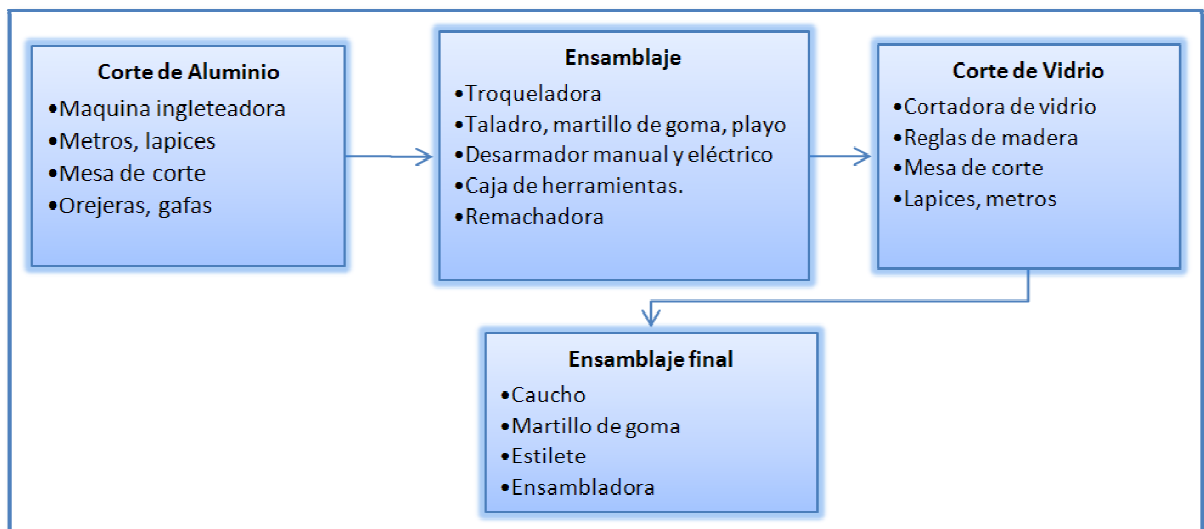 Corte de Aluminio
•Maquina ingleteadora
•Metros, lapices
•Mesa de corte
•Orejeras, gafas
Ensamblaje
•Troqueladora
•Taladro, martillo de goma, playo
•Desarmador manual y eléctrico
•Caja de herramientas.
•Remachadora
Corte de Vidrio
•Cortadora de vidrio
•Reglas de madera
•Mesa de corte
•Lapices, metros
Ensamblaje final
•Caucho
•Martillo de goma
•Estilete
•Ensambladora